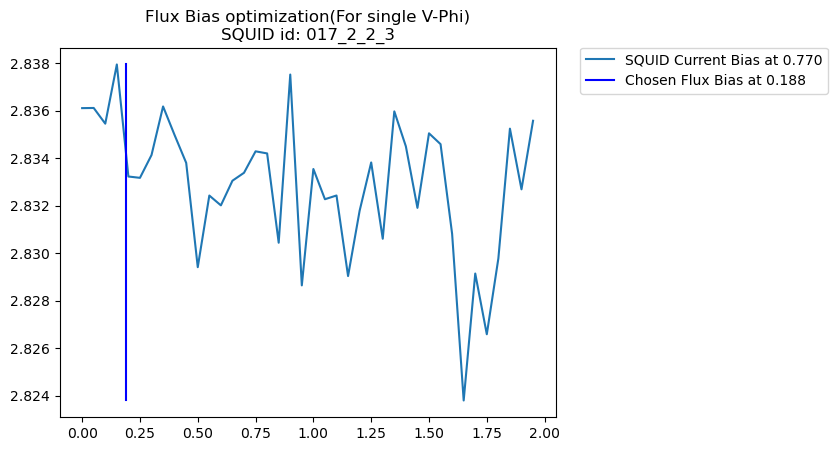 Flux Bias optimization(For single V-Phi)
SQUID id: 017_2_2_3
SQUID Current Bias at 0.770
Chosen Flux Bias at 0.188
2.838
2.836
2.834
2.832
2.830
2.828
2.826
2.824
0.00 0.25 0.50 0.75 1.00 1.25 1.50 1.75 2.00